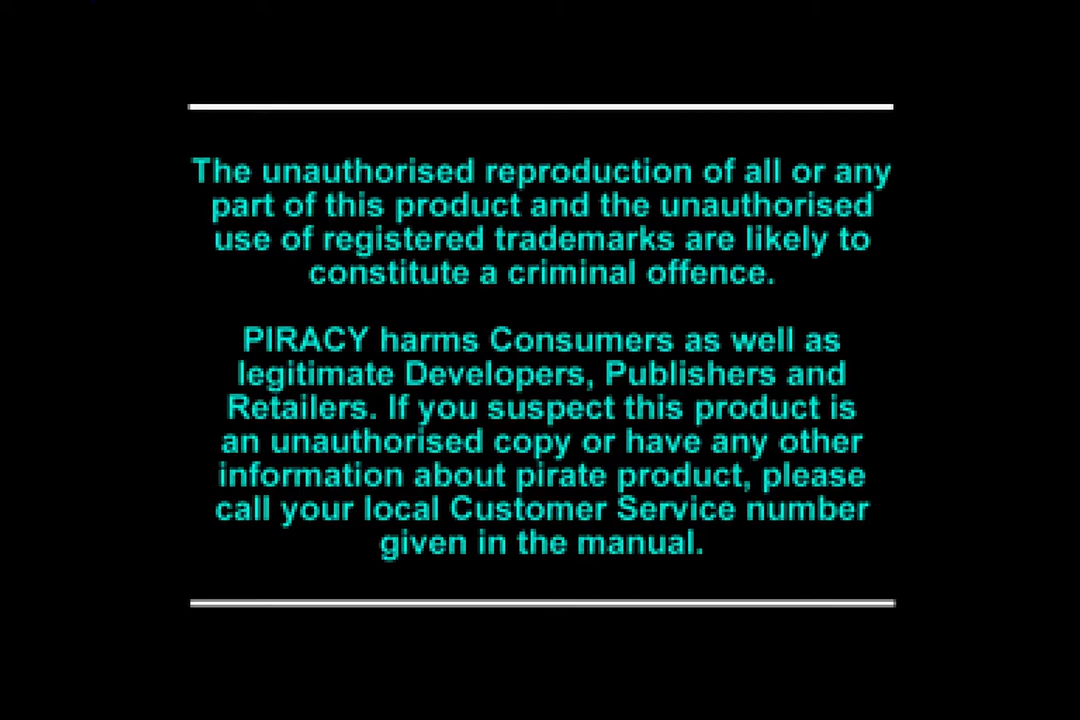 The unauthorised reproduction of all or any
part of this product and the unauthorised
use of registered trademarks are likely to
constitute a criminal offence.
PIRACY harms Consumers as well as
legitimate Developers, Publishers and
Retailers. If you suspect this product is
an unauthorised copy or have any other
information about pirate product, please
call your local Customer Service number
given in the manual.